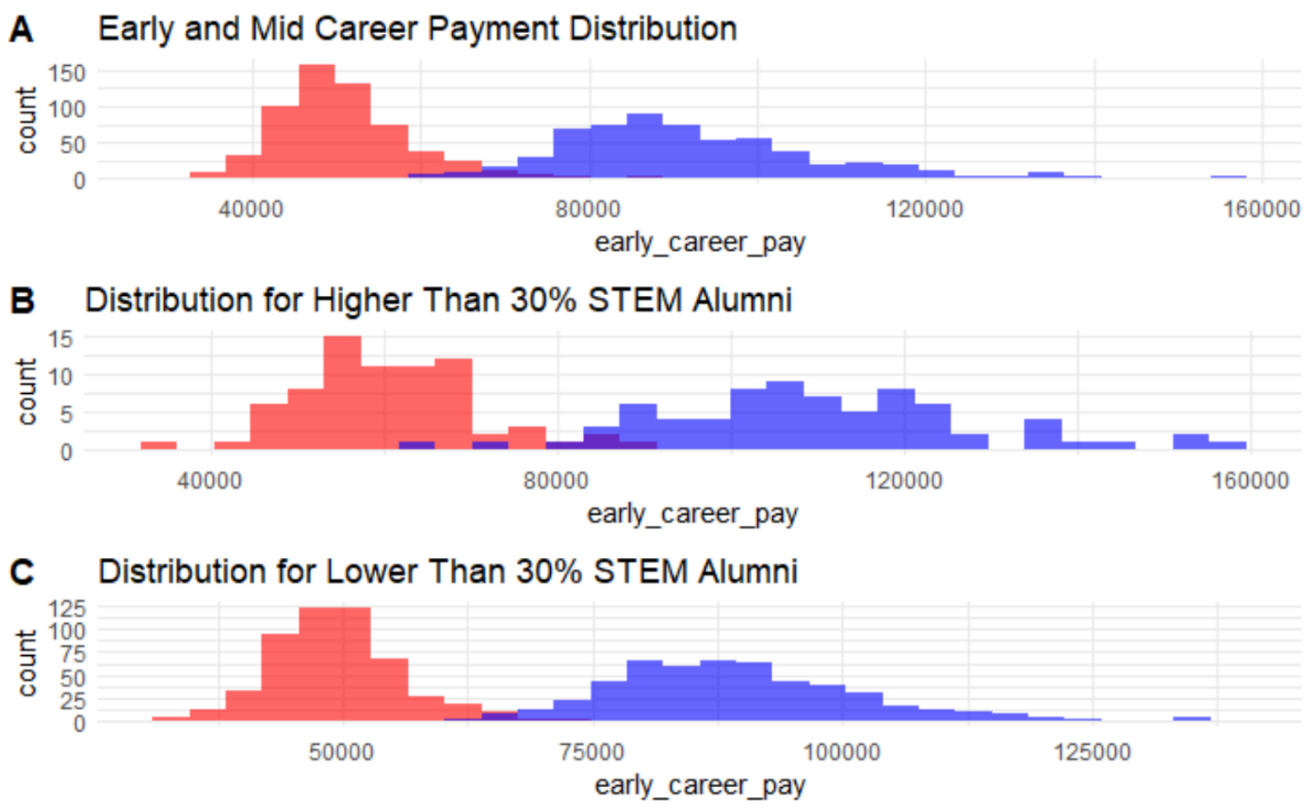 A Early and Mid Career Payment Distribution
count
150
100
50
0
40000 80000 120000 160000
early_career_pay
B Distribution for Higher Than 30% STEM Alumni
count
15
10
5
0
40000 80000 120000 160000
early_career_pay
C Distribution for Lower Than 30% STEM Alumni
count
125
100
75
50
25
0
50000 75000 100000 125000
early_career_pay